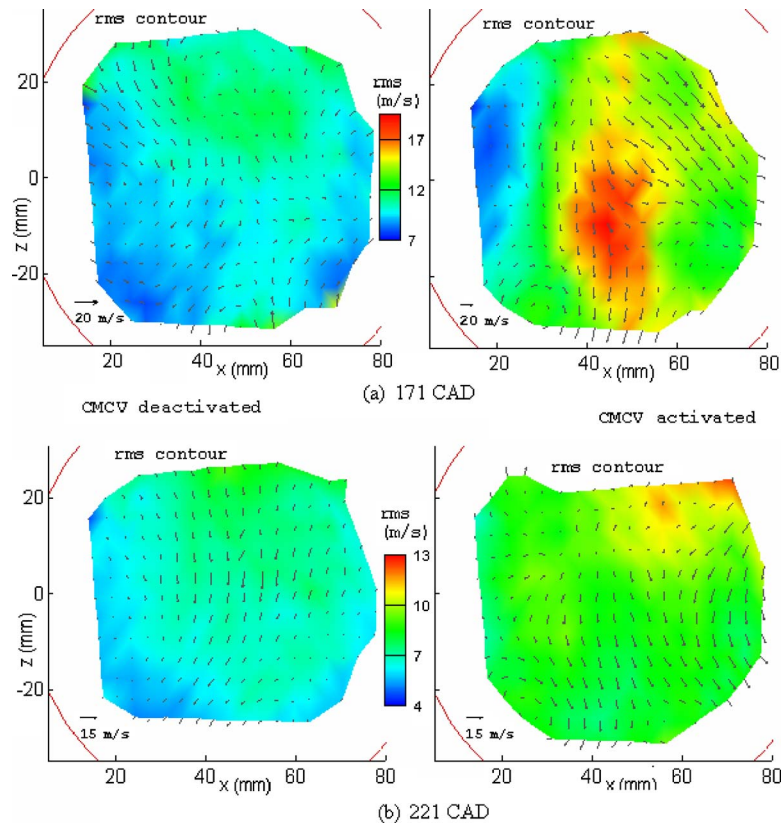 rms contour
rms contour
rms
(m/s)
17
12
7
20
0
-20
z (mm)
20 m/s
20 m/s
20 40 60 80
20 40 60 80
x (mm)
x (mm)
(a) 171 CAD
CMCV deactivated
CMCV activated
rms contour
rms contour
rms
(m/s)
13
10
7
4
20
0
-20
z (mm)
15 m/s
15 m/s
20 40 60 80
20 40 60 80
x (mm)
x (mm)
(b) 221 CAD